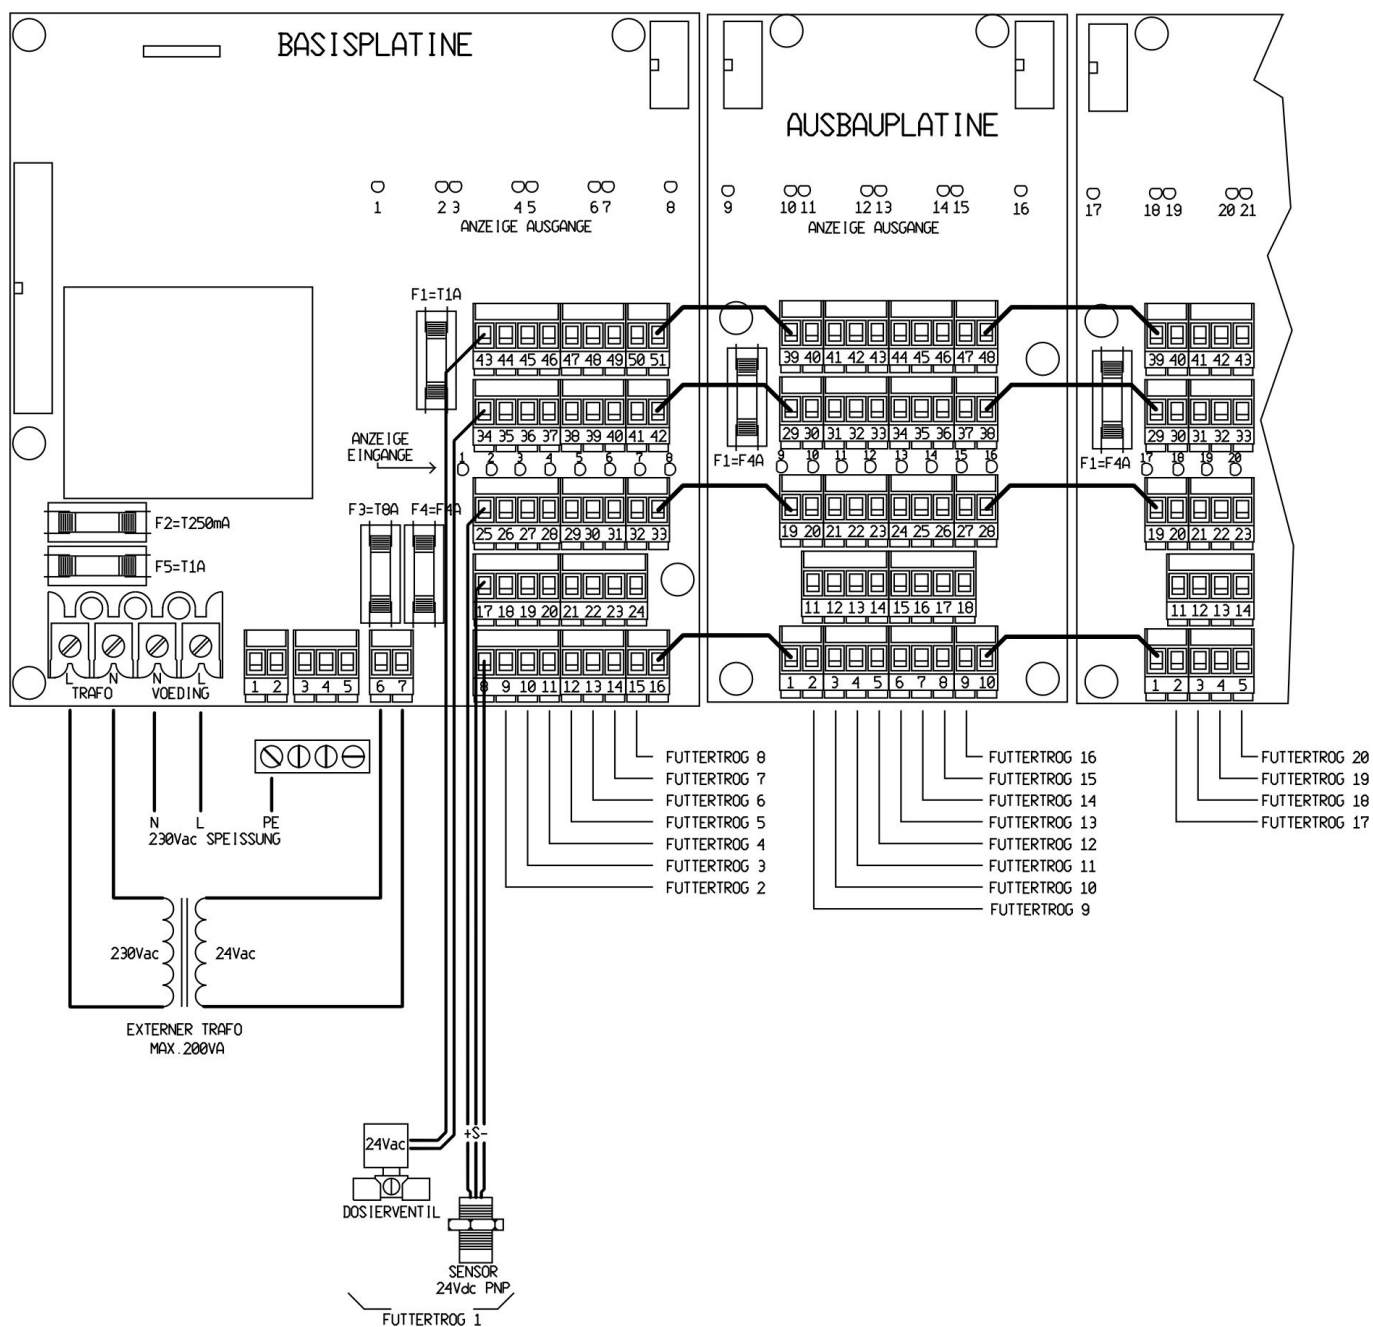 BASISPLATINE
AUSBAUPLATINE
1 2 3 4 5 6 7 8
ANZEIGE AUSGANGE
9 10 11 12 13 14 15 16
ANZEIGE AUSGANGE
17 18 19 20 21
F1=T1A
43 44 45 46 47 48 49 50 51
39 40 41 42 43 44 45 46 47 48
39 40 41 42 43
34 35 36 37 38 39 40 41 42
29 30 31 32 33 34 35 36 37 38
29 30 31 32 33
ANZEIGE
EINGANGE
1 2 3 4 5 6 7 8
F1=F4A
9 10 11 12 13 14 15 16
F1=F4A
17 18 19 20
F2=T250mA
F3=T8A
F4=F4A
25 26 27 28 29 30 31 32 33
19 20 21 22 23 24 25 26 27 28
19 20 21 22 23
F5=T1A
17 18 19 20 21 22 23 24
11 12 13 14 15 16 17 18
11 12 13 14
L N N L
TRAFO VOEDING
1 2 3 4 5 6 7
8 9 10 11 12 13 14 15 16
1 2 3 4 5 6 7 8 9 10
1 2 3 4 5
N L PE
230Vac SPEISSUNG
FUTTERTROG 8
FUTTERTROG 7
FUTTERTROG 6
FUTTERTROG 5
FUTTERTROG 4
FUTTERTROG 3
FUTTERTROG 2
FUTTERTROG 16
FUTTERTROG 15
FUTTERTROG 14
FUTTERTROG 13
FUTTERTROG 12
FUTTERTROG 11
FUTTERTROG 10
FUTTERTROG 9
FUTTERTROG 20
FUTTERTROG 19
FUTTERTROG 18
FUTTERTROG 17
230Vac 24Vac
EXTERNER TRAFO
MAX.200VA
24Vac
+S-
DOSIERVENTIL
SENSOR
24Vdc PNP
FUTTERTROG 1